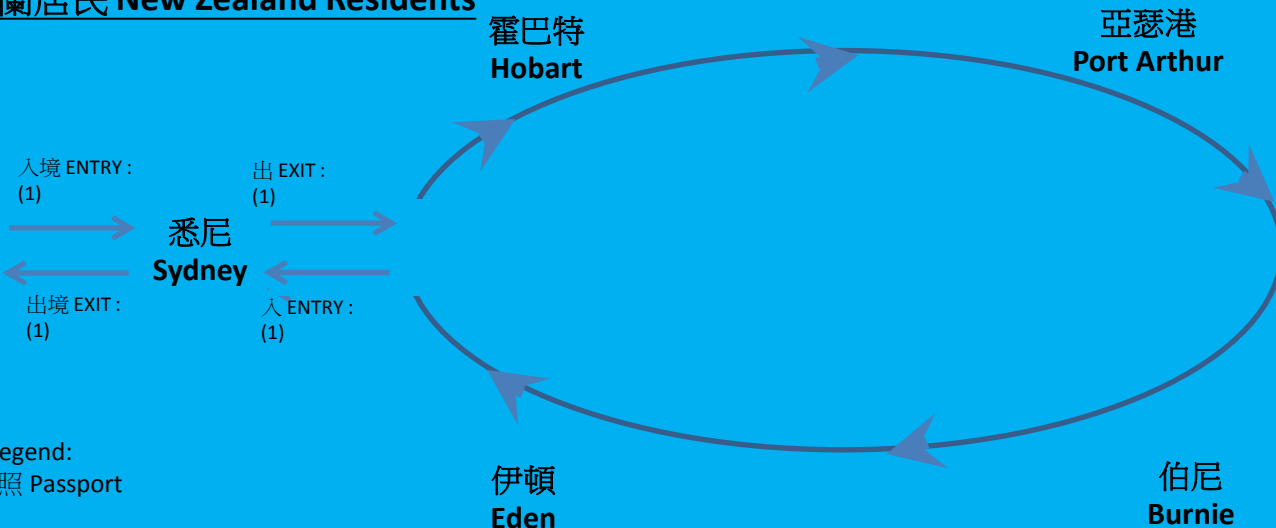 蘭居民 New Zealand Residents
霍巴特
Hobart
亞瑟港
Port Arthur
入境 ENTRY :
(1)
出 EXIT :
(1)
悉尼
Sydney
出境 EXIT :
(1)
入 ENTRY :
(1)
egend:
照 Passport
伊頓
Eden
伯尼
Burnie